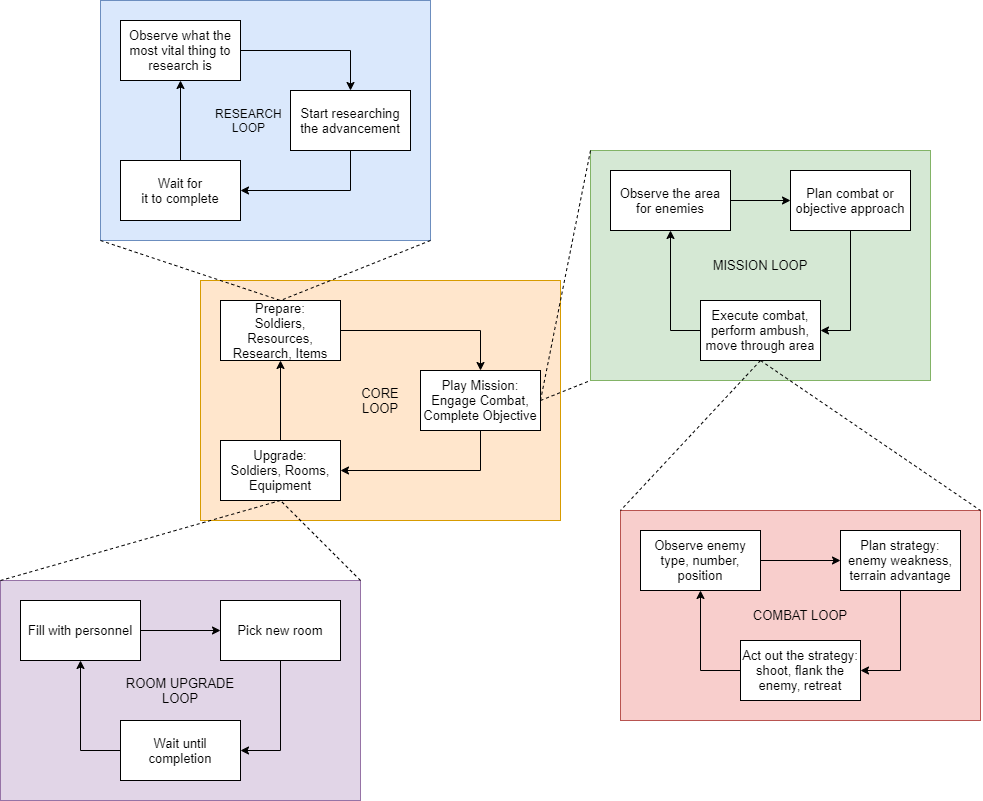 Observe what the
most vital thing to
research is
RESEARCH
LOOP
Start researching
the advancement
Wait for
it to complete
Observe the area
for enemies
Plan combat or
objective approach
MISSION LOOP
Execute combat,
perform ambush,
move through area
Prepare:
Soldiers,
Resources,
Research, Items
CORE
LOOP
Play Mission:
Engage Combat,
Complete Objective
Upgrade:
Soldiers, Rooms,
Equipment
Observe enemy
type, number,
position
Plan strategy:
enemy weakness,
terrain advantage
COMBAT LOOP
Act out the strategy:
shoot, flank the
enemy, retreat
Fill with personnel
Pick new room
ROOM UPGRADE
LOOP
Wait until
completion